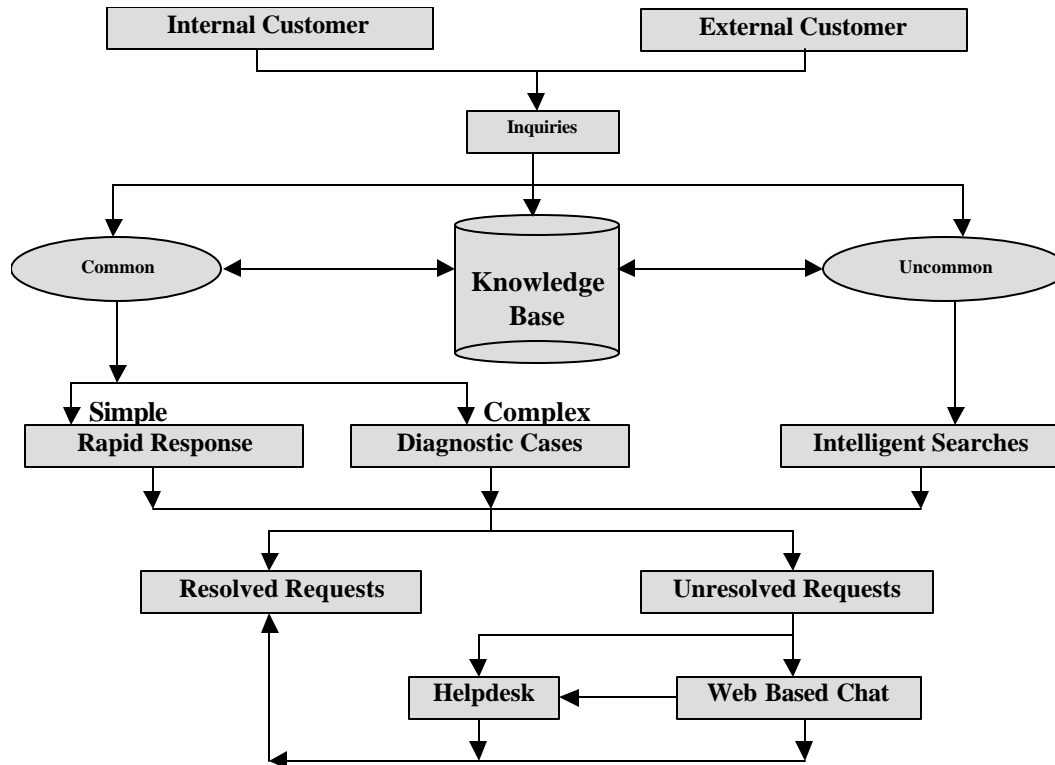 Internal Customer
External Customer
Inquiries
Common
Knowledge
Base
Uncommon
Simple
Complex
Rapid Response
Diagnostic Cases
Intelligent Searches
Resolved Requests
Unresolved Requests
Helpdesk
Web Based Chat